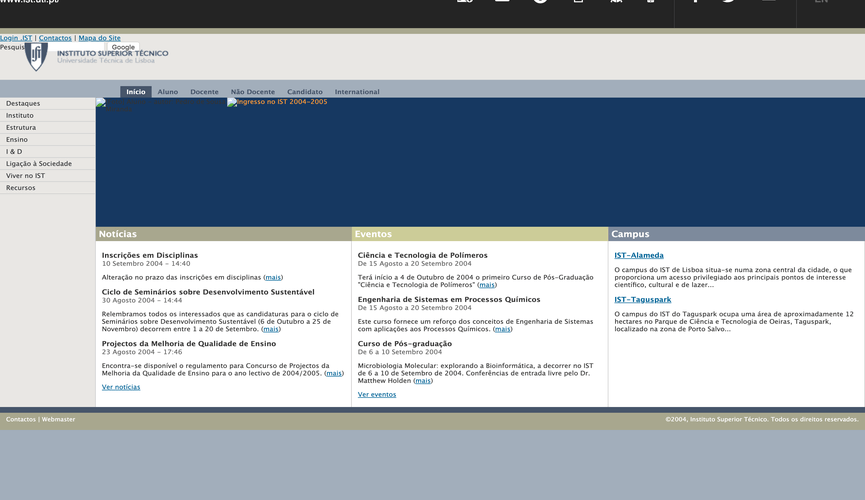 www.ist.utl.pt/
EN
Login .IST | Contactos | Mapa do Site
Pesquis
Google
INSTITUTO SUPERIOR TÉCNICO
Universidade Técnica de Lisboa
Início Aluno Docente Não Docente Candidato International
Destaques
Instituto
Estrutura
Ensino
I & D
Ligação à Sociedade
Viver no IST
Recursos
Ingresso no IST 2004-2005
Notícias
Inscrições em Disciplinas
10 Setembro 2004 - 14:40
Alteração no prazo das inscrições em disciplinas (mais)
Ciclo de Seminários sobre Desenvolvimento Sustentável
30 Agosto 2004 - 14:44
Relembramos todos os interessados que as candidaturas para o ciclo de
Seminários sobre Desenvolvimento Sustentável (6 de Outubro a 25 de
Novembro) decorrem entre 1 a 20 de Setembro. (mais)
Projectos da Melhoria de Qualidade de Ensino
23 Agosto 2004 - 17:46
Encontra-se disponível o regulamento para Concurso de Projectos da
Melhoria da Qualidade de Ensino para o ano lectivo de 2004/2005. (mais)
Ver notícias
Eventos
Ciência e Tecnologia de Polímeros
De 15 Agosto a 20 Setembro 2004
Terá início a 4 de Outubro de 2004 o primeiro Curso de Pós-Graduação
"Ciência e Tecnologia de Polímeros" (mais)
Engenharia de Sistemas em Processos Químicos
De 15 Agosto a 20 Setembro 2004
Este curso fornece um reforço dos conceitos de Engenharia de Sistemas
com aplicações aos Processos Químicos. (mais)
Curso de Pós-graduação
De 6 a 10 Setembro 2004
Microbiologia Molecular: explorando a Bioinformática, a decorrer no IST
de 6 a 10 de Setembro de 2004. Conferências de entrada livre pelo Dr.
Matthew Holden (mais)
Ver eventos
Campus
IST-Alameda
O campus do IST de Lisboa situa-se numa zona central da cidade, o que
proporciona um acesso privilegiado aos principais pontos de interesse
científico, cultural e de lazer...
IST-Taguspark
O campus do IST do Taguspark ocupa uma área de aproximadamente 12
hectares no Parque de Ciência e Tecnologia de Oeiras, Taguspark,
localizado na zona de Porto Salvo...
Contactos | Webmaster
©2004, Instituto Superior Técnico. Todos os direitos reservados.